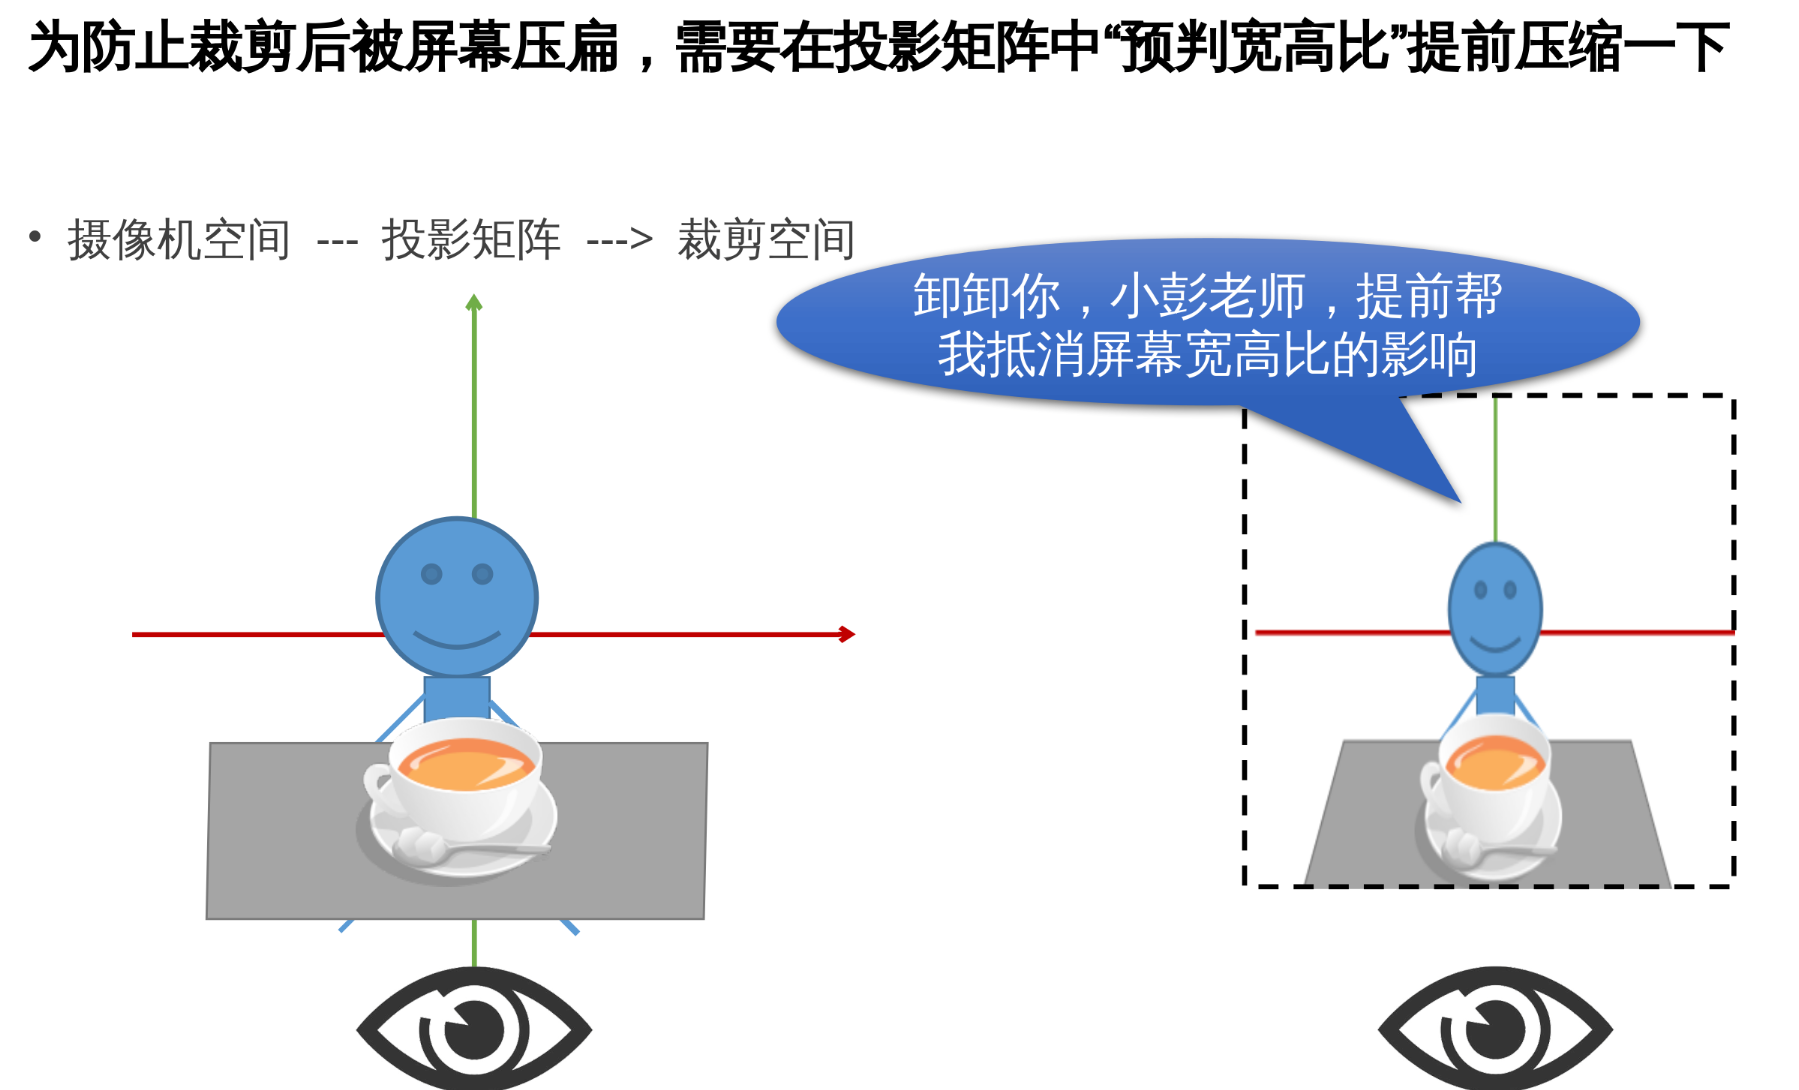 为防止裁剪后被屏幕压扁，需要在投影矩阵中“预判宽高比”提前压缩一下
• 摄像机空间 --- 投影矩阵 ---> 裁剪空间
卸卸你，小彭老师，提前帮
我抵消屏幕宽高比的影响